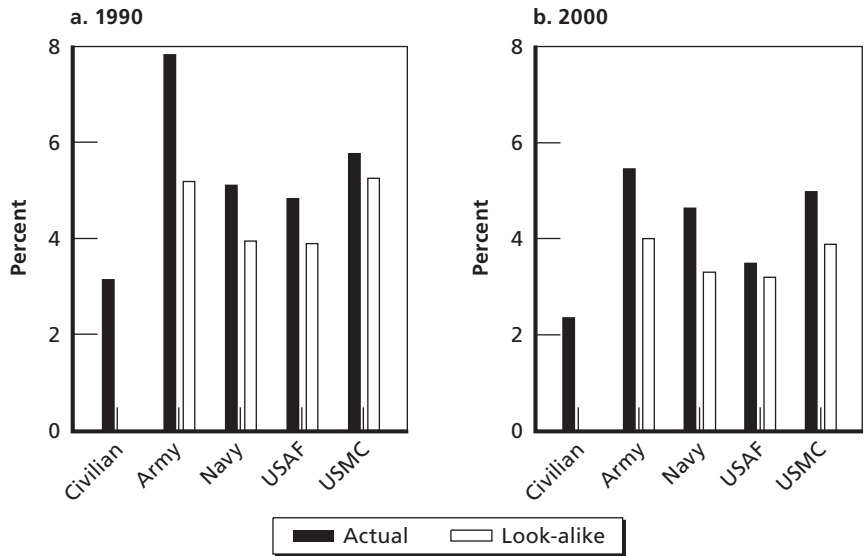 a. 1990
b. 2000
Percent
8
6
4
2
0
Civilian
Army
Navy
USAF
USMC
Percent
8
6
4
2
0
Civilian
Army
Navy
USAF
USMC
Actual
Look-alike